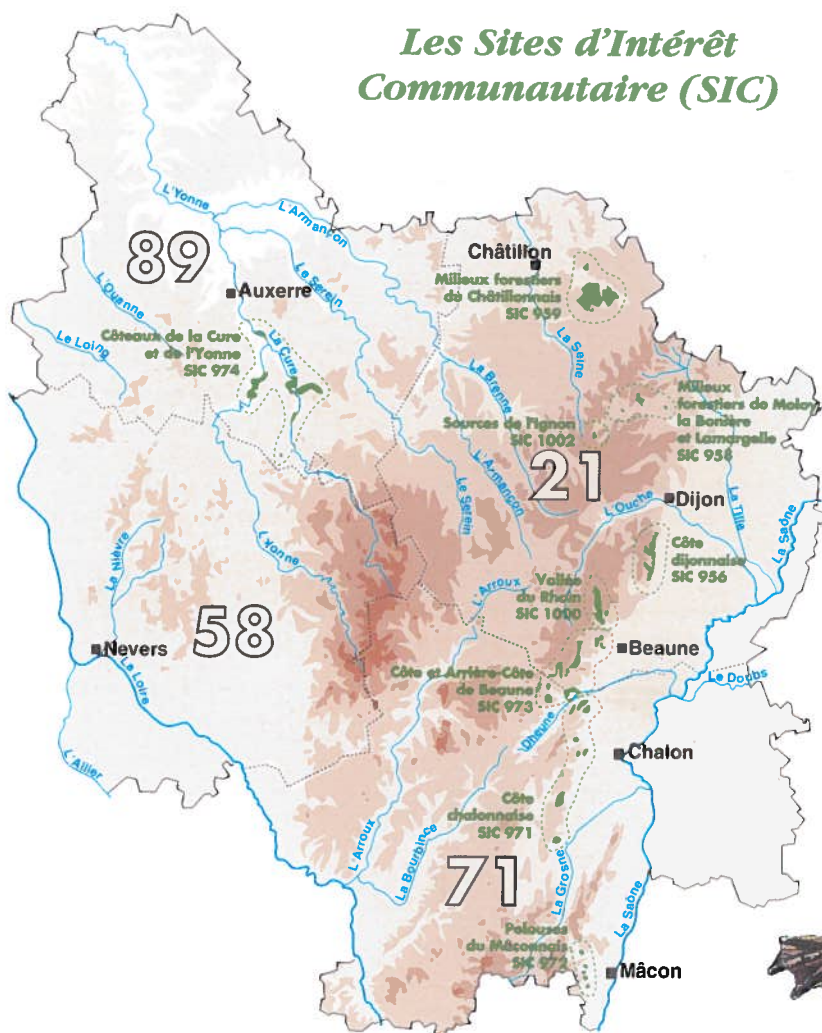 Les Sites d'Intérêt
Communautaire (SIC)
L'Yonne
L'Armançon
89
Châtillon
Milieux forestiers
du Châtillonnais
SIC 959
Auxerre
Le Serein
L'Ouanne
Le Loing
Côteaux de la Cure
et de l'Yonne
SIC 974
La Cure
La Seine
La Brenne
Milieux
forestiers de Moloy
la Bonière
et Lamargelle
SIC 958
Sources de l'Ignon
SIC 1002
21
L'Armançon
Le Serein
Dijon
L'Ouche
La Tille
La Saône
Côte
dijonnaise
SIC 956
L'Yonne
La Nièvre
58
L'Arroux
Vallée
du Rhoin
SIC 1000
Nevers
La Loire
Beaune
Le Doubs
Côte et Arrière-Côte
de Beaune
SIC 973
Dheune
L'Allier
Chalon
Côte
chalonnaise
SIC 971
L'Arroux
La Bourbince
71
La Grosne
La Saône
Pelouses
du Mâconnais
SIC 972
Mâcon